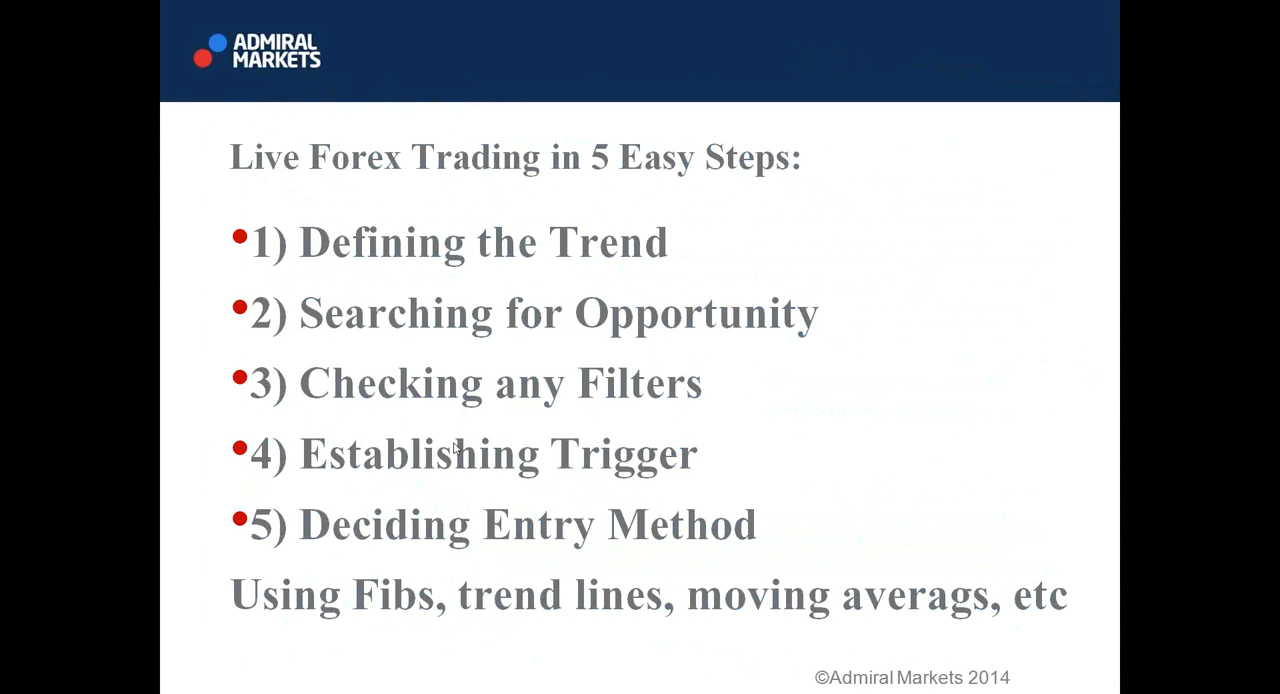 ADMIRAL
MARKETS
Live Forex Trading in 5 Easy Steps:
•1) Defining the Trend
•2) Searching for Opportunity
•3) Checking any Filters
•4) Establishing Trigger
•5) Deciding Entry Method
Using Fibs, trend lines, moving averags, etc
©Admiral Markets 2014